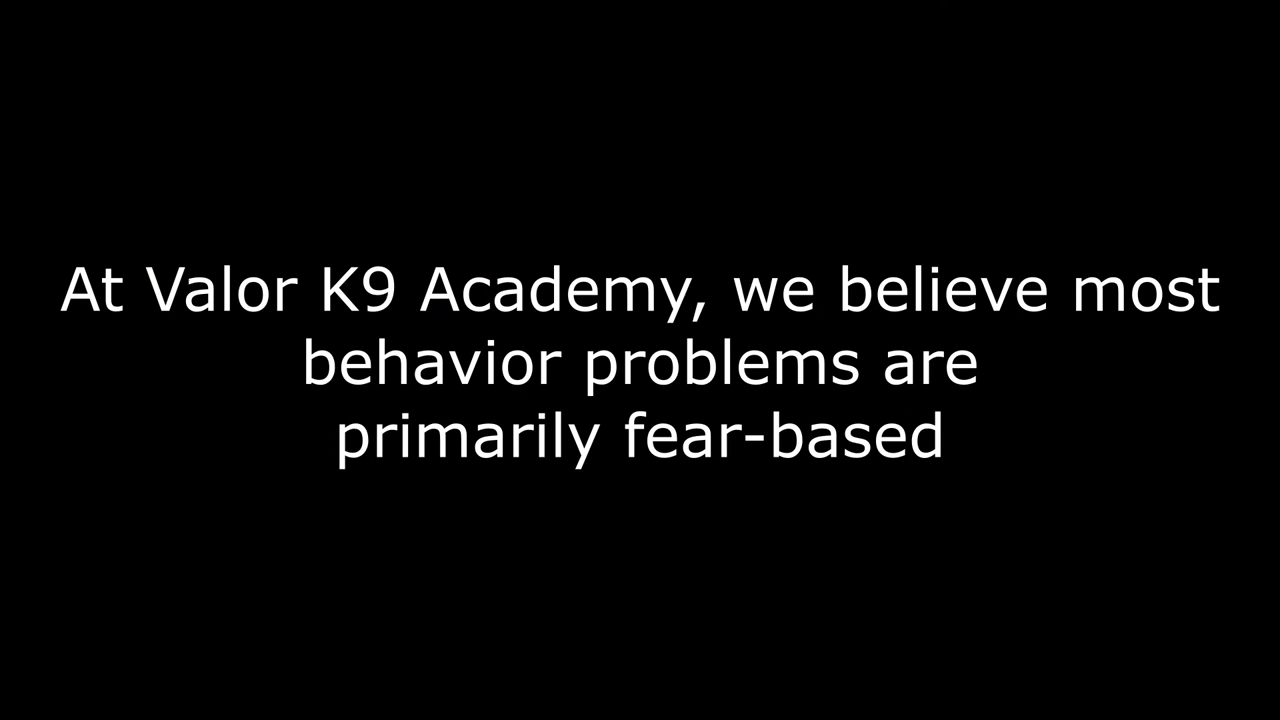 At Valor K9 Academy, we believe most
behavior problems are
primarily fear-based